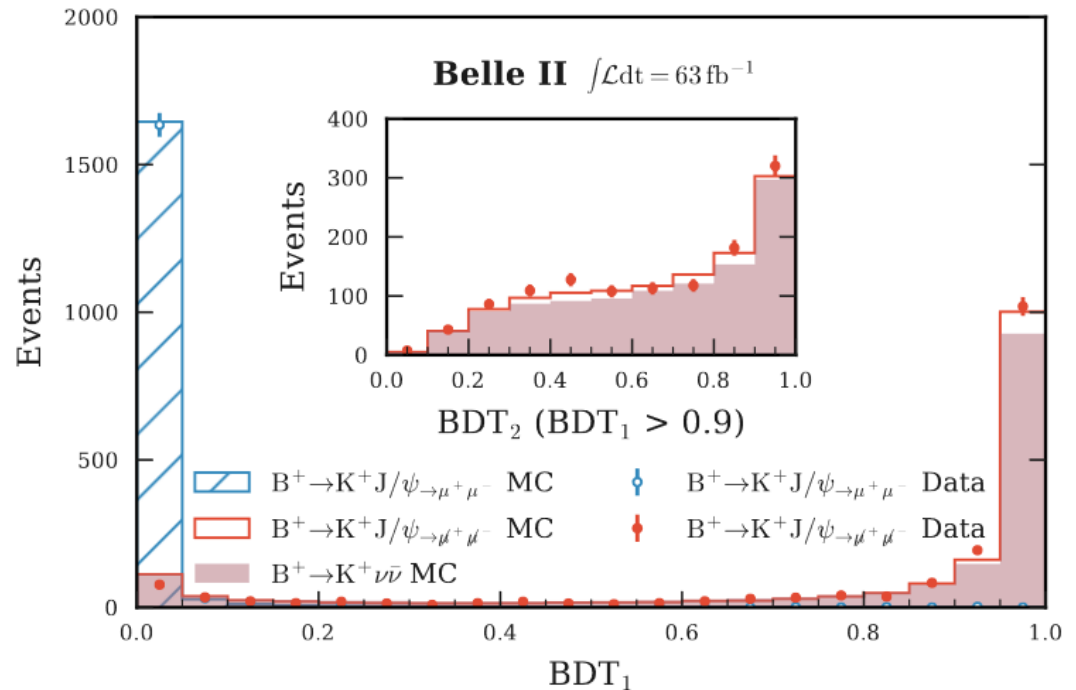 2000
1500
1000
500
0
Events
Belle II ∫ℒdt = 63 fb⁻¹
400
300
200
100
0
Events
0.0 0.2 0.4 0.6 0.8 1.0
BDT₂ (BDT₁ > 0.9)
B⁺→K⁺J/ψ→μ⁺μ⁻ MC
B⁺→K⁺J/ψ→μ̸⁺μ̸⁻ MC
B⁺→K⁺νν̄ MC
B⁺→K⁺J/ψ→μ⁺μ⁻ Data
B⁺→K⁺J/ψ→μ̸⁺μ̸⁻ Data
0.0 0.2 0.4 0.6 0.8 1.0
BDT₁